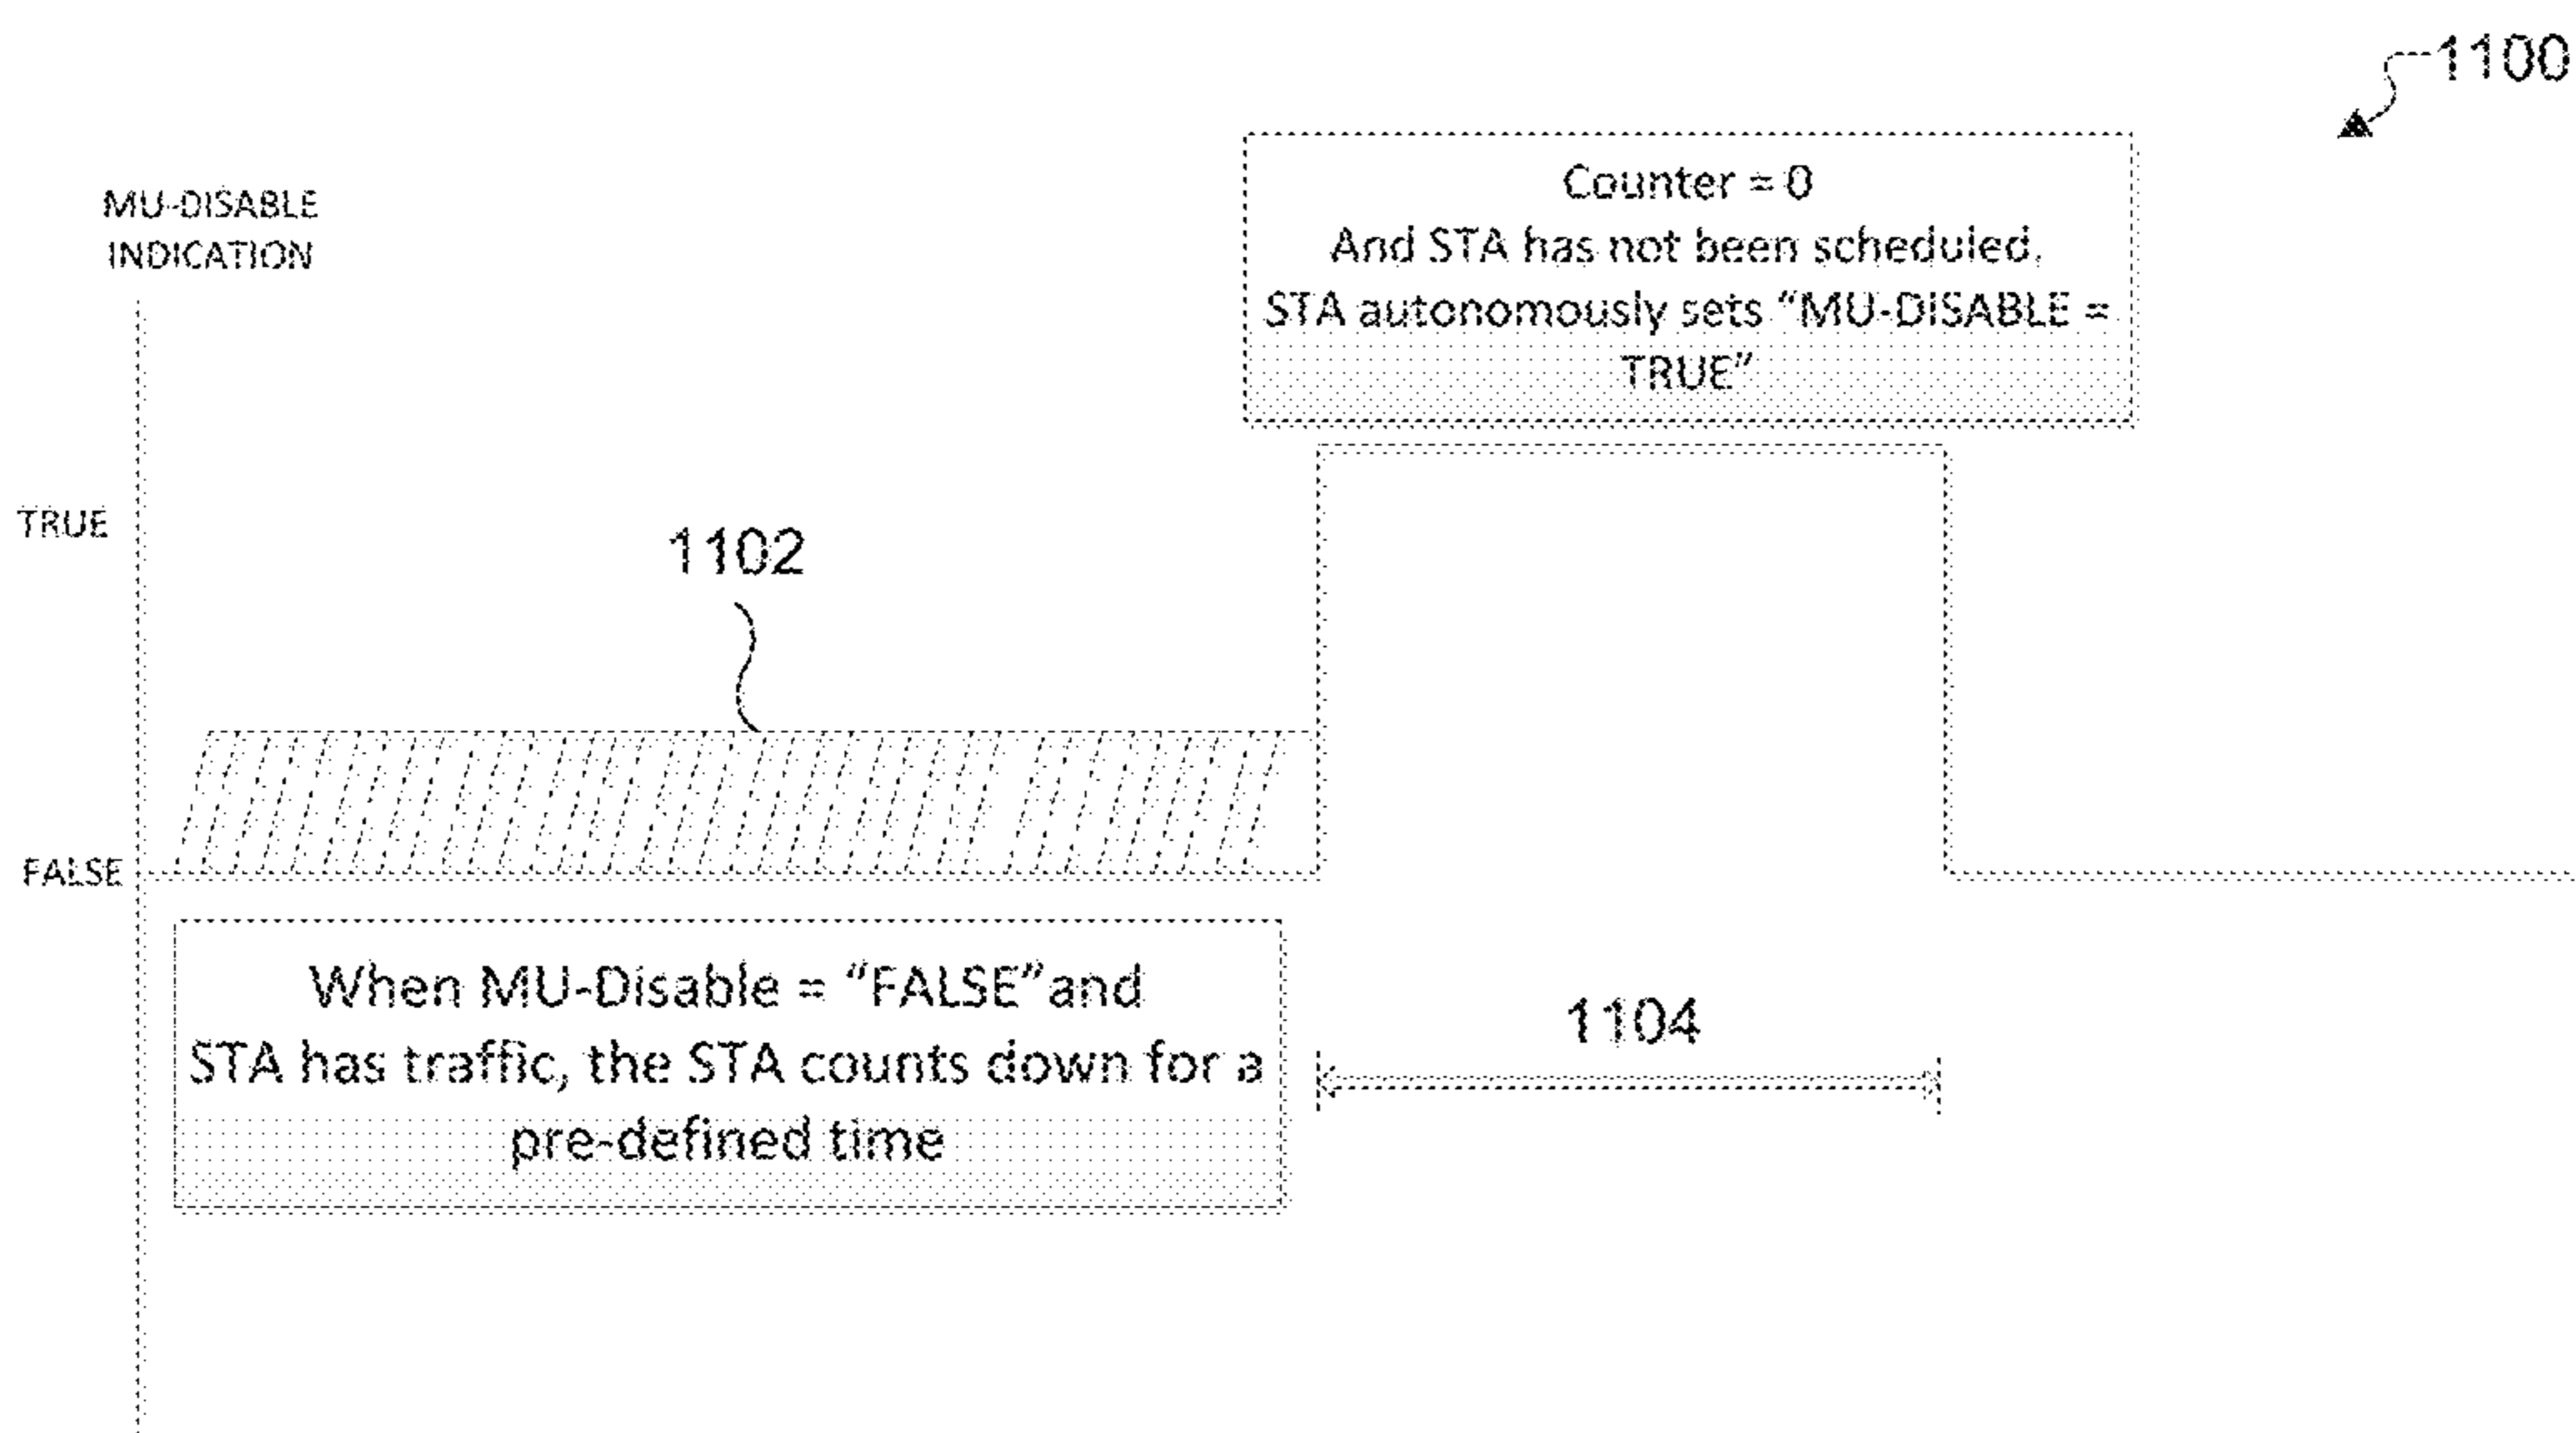 1100
Counter = 0
And STA has not been scheduled,
STA autonomously sets “MU-DISABLE =
TRUE”
MU-DISABLE
INDICATION
TRUE
1102
FALSE
When MU-Disable = “FALSE”and
STA has traffic, the STA counts down for a
pre-defined time
1104